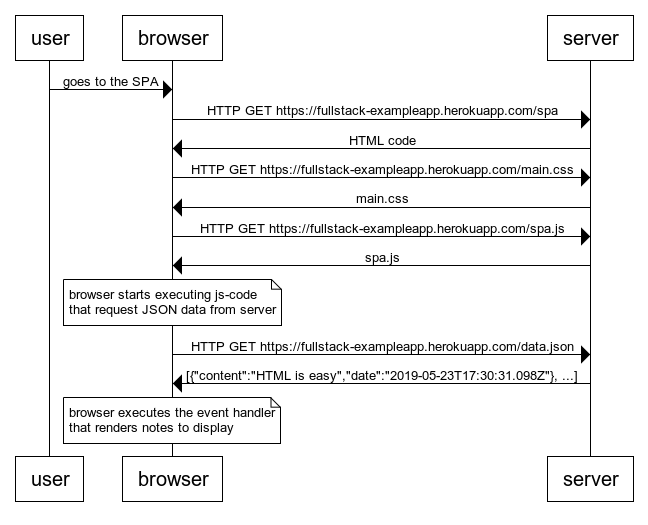 user browser server
goes to the SPA
HTTP GET https://fullstack-exampleapp.herokuapp.com/spa
HTML code
HTTP GET https://fullstack-exampleapp.herokuapp.com/main.css
main.css
HTTP GET https://fullstack-exampleapp.herokuapp.com/spa.js
spa.js
browser starts executing js-code
that request JSON data from server
HTTP GET https://fullstack-exampleapp.herokuapp.com/data.json
[{"content":"HTML is easy","date":"2019-05-23T17:30:31.098Z"}, ...]
browser executes the event handler
that renders notes to display
user browser server